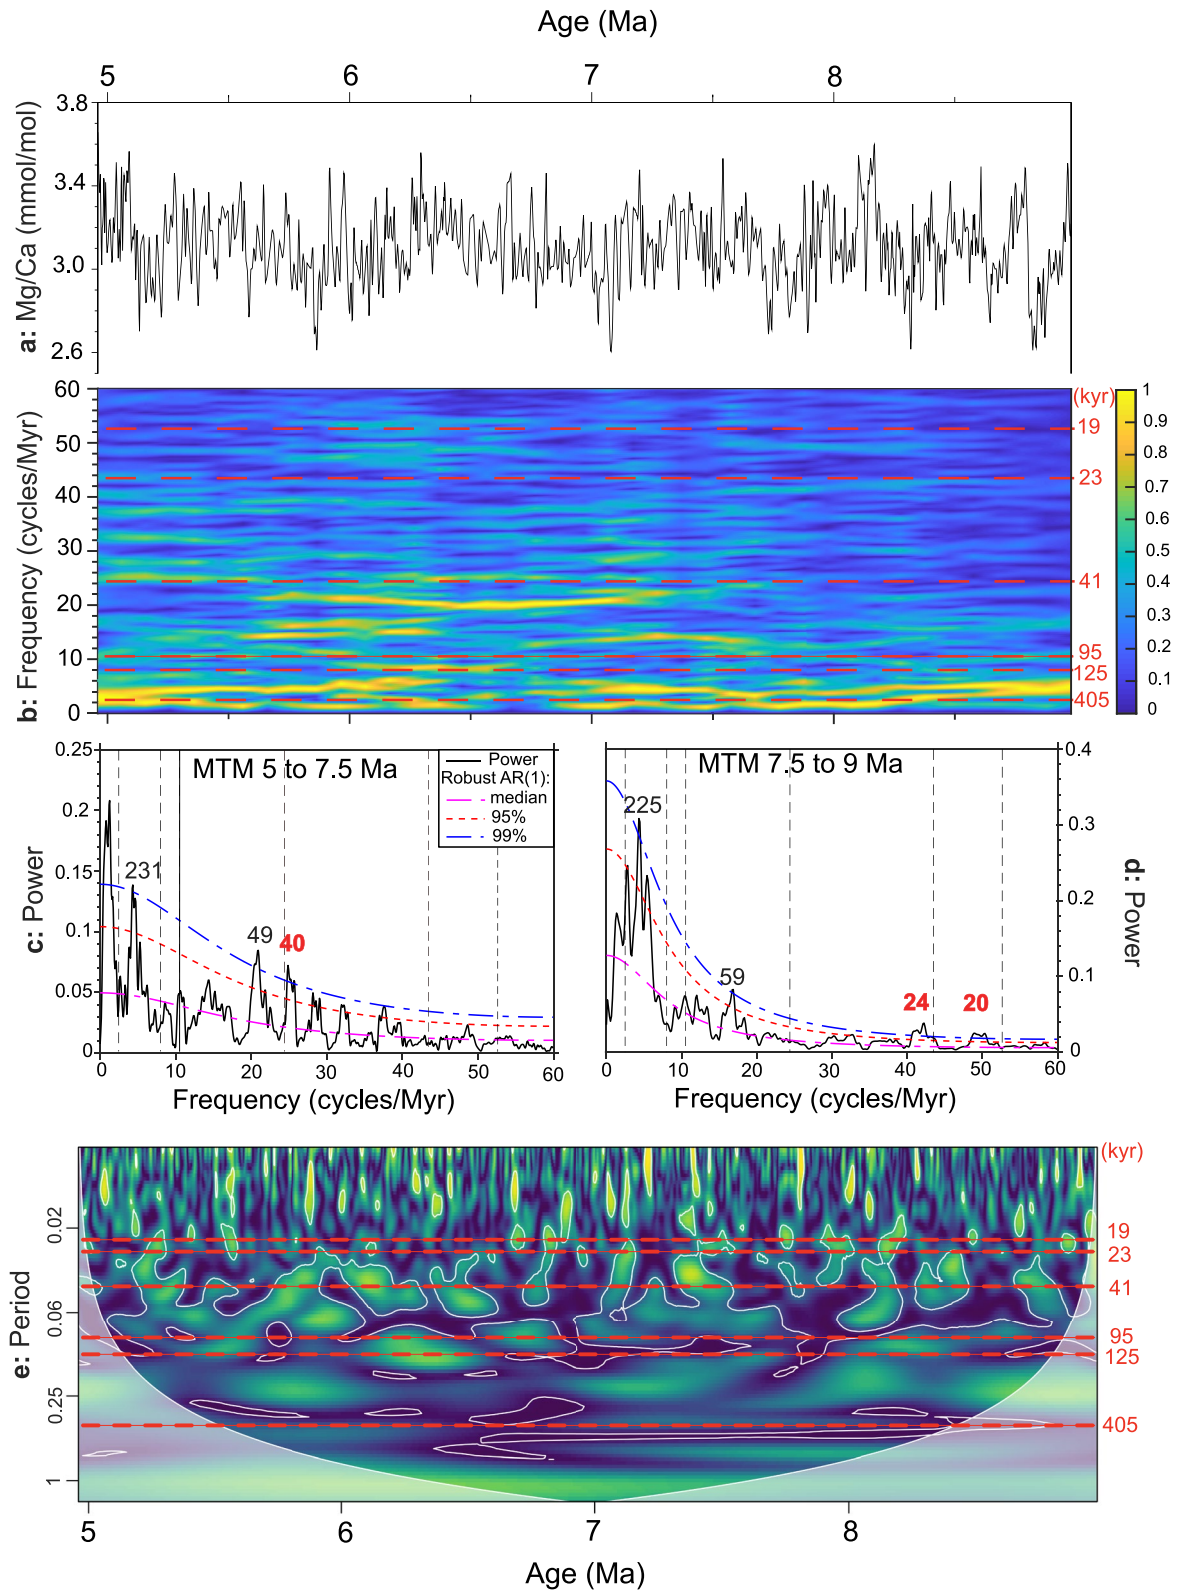 Age (Ma)
5 6 7 8
a: Mg/Ca (mmol/mol)
3.8
3.4
3.0
2.6
b: Frequency (cycles/Myr)
60
50
40
30
20
10
0
(kyr)
19
23
41
95
125
405
1
0.9
0.8
0.7
0.6
0.5
0.4
0.3
0.2
0.1
0
c: Power
0.25
0.2
0.15
0.1
0.05
0
MTM 5 to 7.5 Ma
Power
Robust AR(1):
median
95%
99%
231
49
40
0 10 20 30 40 50 60
Frequency (cycles/Myr)
MTM 7.5 to 9 Ma
225
59
24
20
0.4
0.3
0.2
0.1
0
d: Power
0 10 20 30 40 50 60
Frequency (cycles/Myr)
e: Period
0.02
0.06
0.25
1
(kyr)
19
23
41
95
125
405
5 6 7 8
Age (Ma)